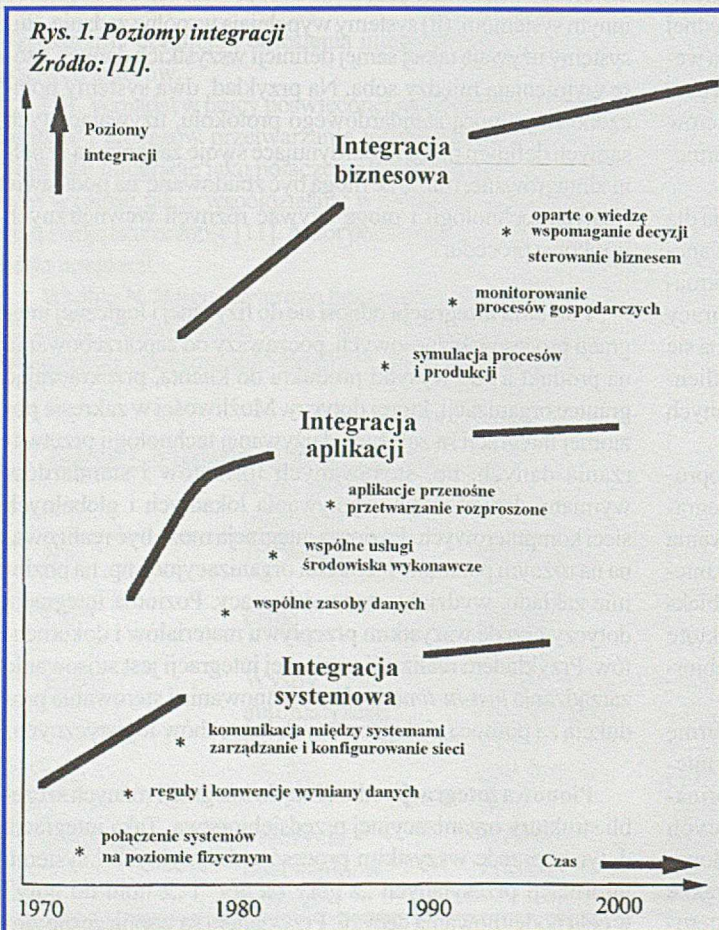 Rys. 1. Poziomy integracji
Źródło: [11].
Poziomy
integracji
Integracja
biznesowa
* oparte o wiedzę
wspomaganie decyzji
sterowanie biznesem
* monitorowanie
procesów gospodarczych
* symulacja procesów
i produkcji
Integracja
aplikacji
* aplikacje przenośne
przetwarzanie rozproszone
* wspólne usługi
środowiska wykonawcze
* wspólne zasoby danych
Integracja
systemowa
* komunikacja między systemami
zarządzanie i konfigurowanie sieci
* reguły i konwencje wymiany danych
* połączenie systemów
na poziomie fizycznym
Czas
1970
1980
1990
2000